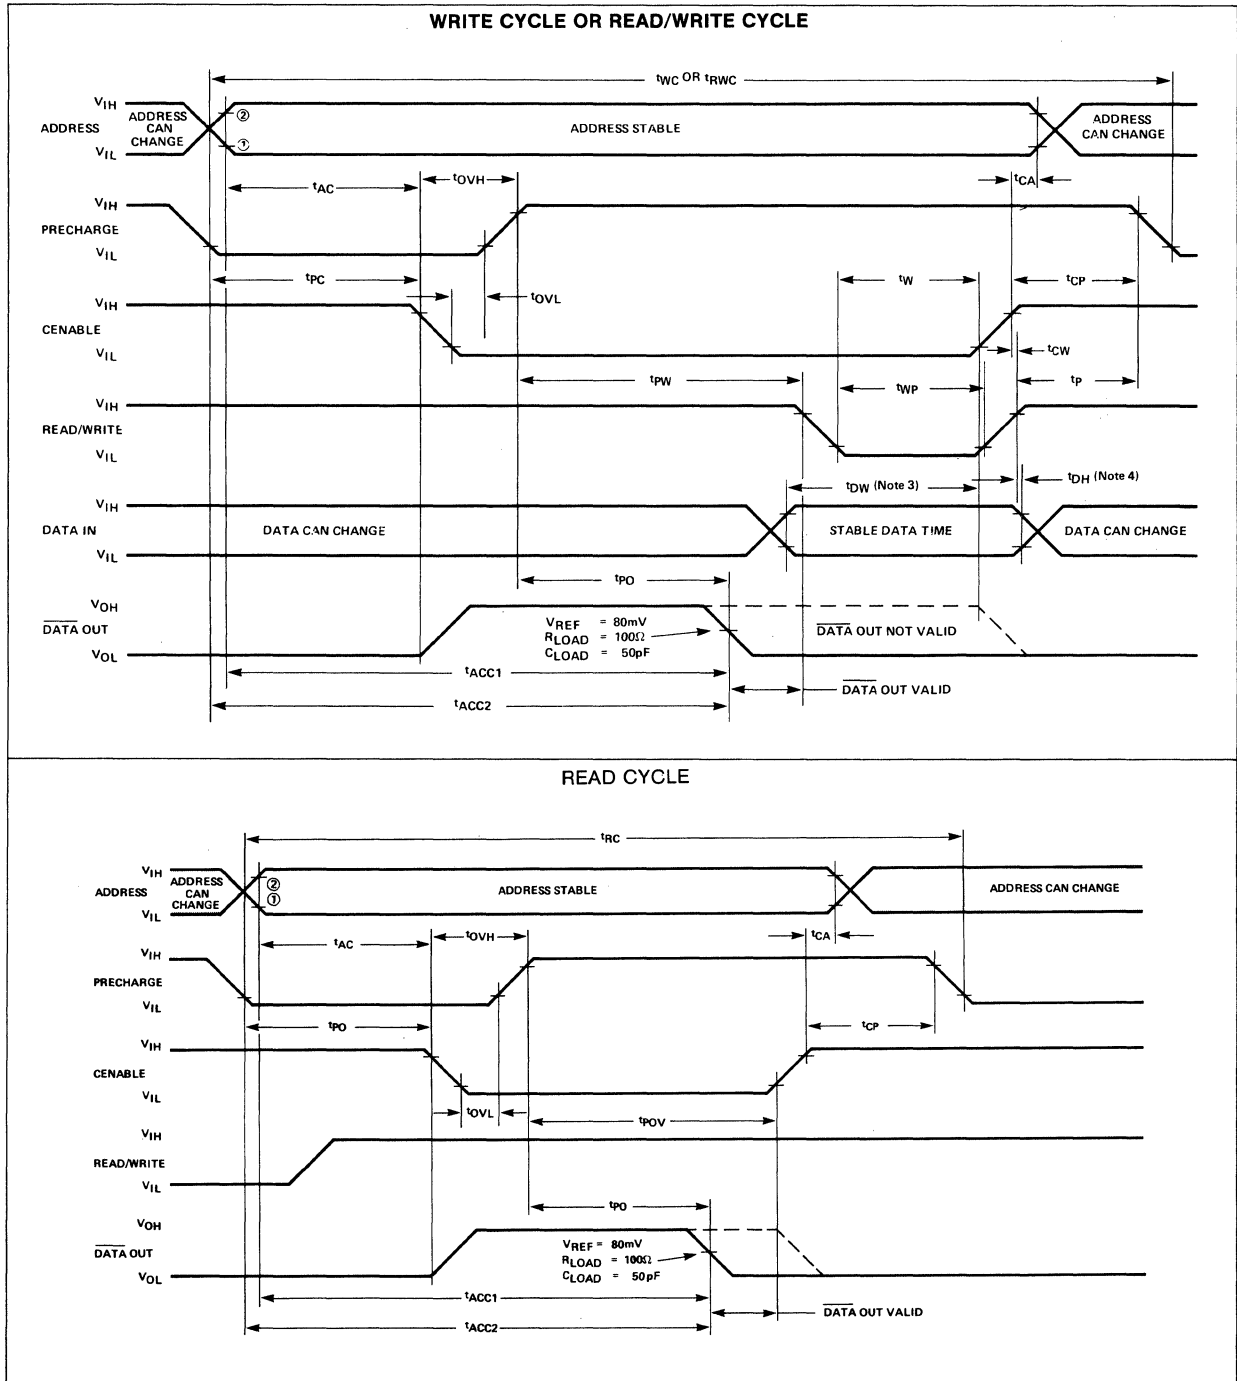 WRITE CYCLE OR READ/WRITE CYCLE
tWC OR tRWC
VIH
ADDRESS
VIL
ADDRESS
CAN
CHANGE
②
①
ADDRESS STABLE
ADDRESS
CAN CHANGE
tAC
tOVH
tCA
VIH
PRECHARGE
VIL
tPC
tOVL
tW
tCP
VIH
CENABLE
VIL
tCW
tPW
tWP
tP
VIH
READ/WRITE
VIL
tDW (Note 3)
tDH (Note 4)
VIH
DATA IN
VIL
DATA CAN CHANGE
STABLE DATA TIME
DATA CAN CHANGE
tPO
VOH
DATA OUT
VOL
VREF = 80mV
RLOAD = 100Ω
CLOAD = 50pF
DATA OUT NOT VALID
tACC1
DATA OUT VALID
tACC2
READ CYCLE
tRC
VIH
ADDRESS
VIL
ADDRESS
CAN
CHANGE
②
①
ADDRESS STABLE
ADDRESS CAN CHANGE
tAC
tOVH
tCA
VIH
PRECHARGE
VIL
tPO
tCP
VIH
CENABLE
VIL
tOVL
tPOV
VIH
READ/WRITE
VIL
tPO
VOH
DATA OUT
VOL
VREF = 80mV
RLOAD = 100Ω
CLOAD = 50pF
tACC1
DATA OUT VALID
tACC2